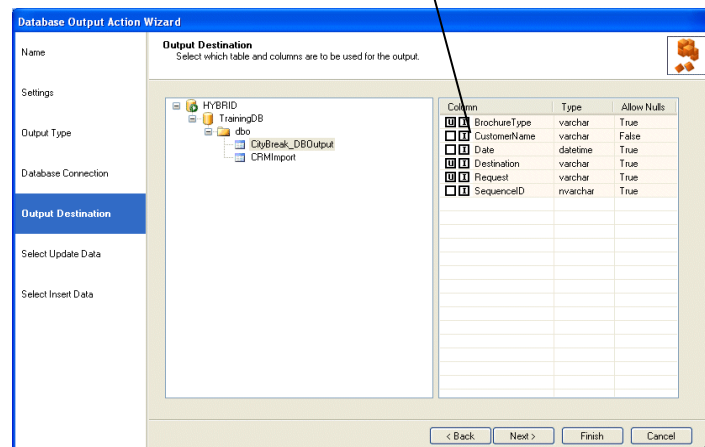 Database Output Action Wizard
Name
Settings
Output Type
Database Connection
Output Destination
Select Update Data
Select Insert Data
Output Destination
Select which table and columns are to be used for the output.
HYBRID
TrainingDB
dbo
CityBreak_DBOutput
CRMImport
Column Type Allow Nulls
U I BrochureType varchar True
I CustomerName varchar False
I Date datetime True
U I Destination varchar True
U I Request varchar True
I SequenceID nvarchar True
< Back Next > Finish Cancel